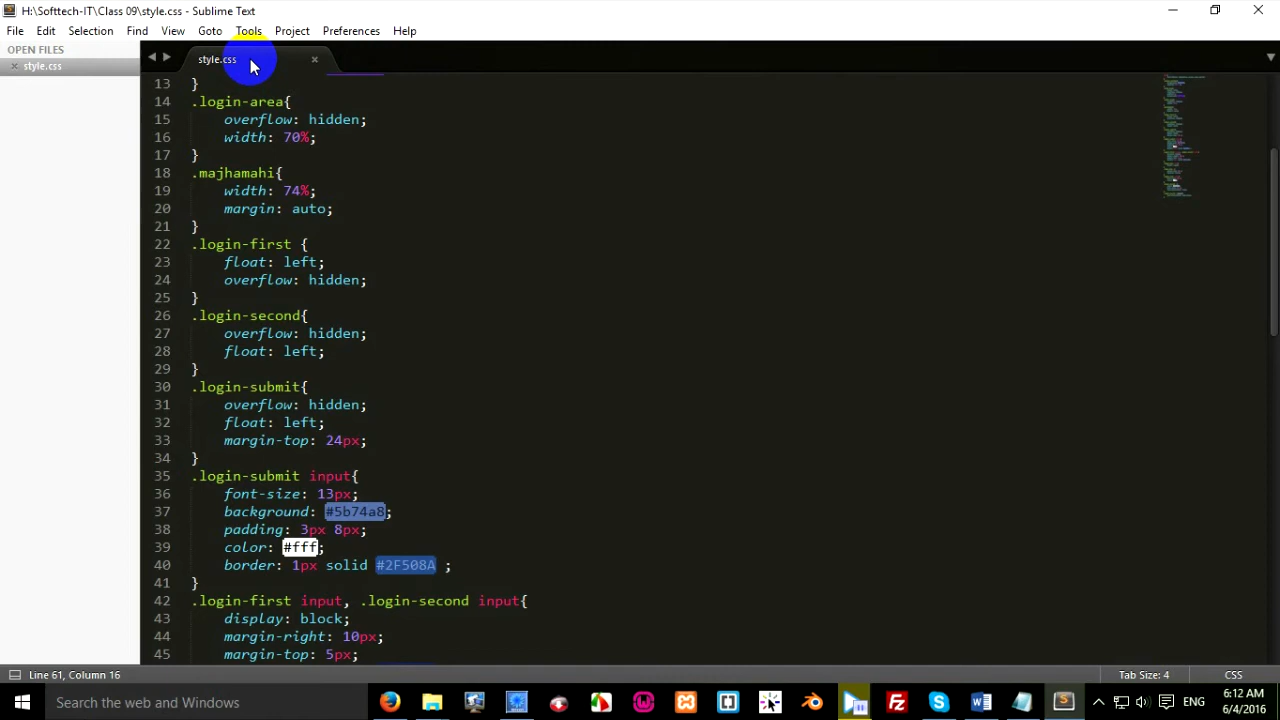 H:\Softtech-IT\Class 09\style.css - Sublime Text
File Edit Selection Find View Goto Tools Project Preferences Help
OPEN FILES
style.css
style.css
13 }
14 .login-area{
15 overflow: hidden;
16 width: 70%;
17 }
18 .majhamahi{
19 width: 74%;
20 margin: auto;
21 }
22 .login-first {
23 float: left;
24 overflow: hidden;
25 }
26 .login-second{
27 overflow: hidden;
28 float: left;
29 }
30 .login-submit{
31 overflow: hidden;
32 float: left;
33 margin-top: 24px;
34 }
35 .login-submit input{
36 font-size: 13px;
37 background: #5b74a8;
38 padding: 3px 8px;
39 color: #fff;
40 border: 1px solid #2F508A ;
41 }
42 .login-first input, .login-second input{
43 display: block;
44 margin-right: 10px;
45 margin-top: 5px;
Line 61, Column 16
Tab Size: 4
CSS
Search the web and Windows
ENG
6:12 AM
6/4/2016